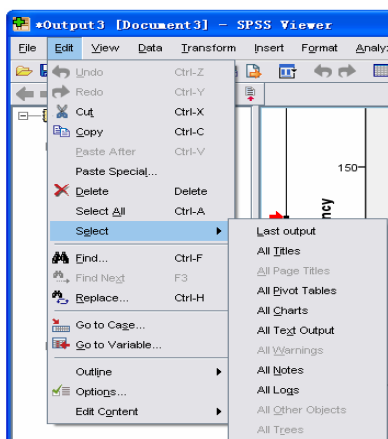 *Output3 [Document3] - SPSS Viewer
File Edit View Data Transform Insert Format Analy
Undo Ctrl-Z
Redo Ctrl-Y
Cut Ctrl-X
Copy Ctrl-C
Paste After Ctrl-V
Paste Special...
Delete Delete
Select All Ctrl-A
Select
Find... Ctrl-F
Find Next F3
Replace... Ctrl-H
Go to Case...
Go to Variable...
Outline
Options...
Edit Content
Last output
All Titles
All Page Titles
All Pivot Tables
All Charts
All Text Output
All Warnings
All Notes
All Logs
All Other Objects
All Trees
150
ncy